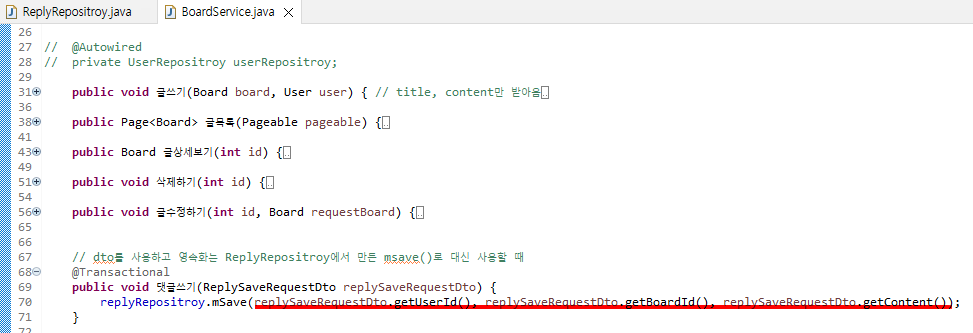 ReplyRepositroy.java
BoardService.java
26
27 // @Autowired
28 // private UserRepositroy userRepositroy;
29
31 public void 글쓰기(Board board, User user) { // title, content만 받아옴
36
38 public Page<Board> 글목록(Pageable pageable) {
41
43 public Board 글상세보기(int id) {
49
51 public void 삭제하기(int id) {
54
56 public void 글수정하기(int id, Board requestBoard) {
65
66
67 // dto를 사용하고 영속화는 ReplyRepositroy에서 만든 msave()로 대신 사용할 때
68 @Transactional
69 public void 댓글쓰기(ReplySaveRequestDto replySaveRequestDto) {
70 replyRepositroy.mSave(replySaveRequestDto.getUserId(), replySaveRequestDto.getBoardId(), replySaveRequestDto.getContent());
71 }
72